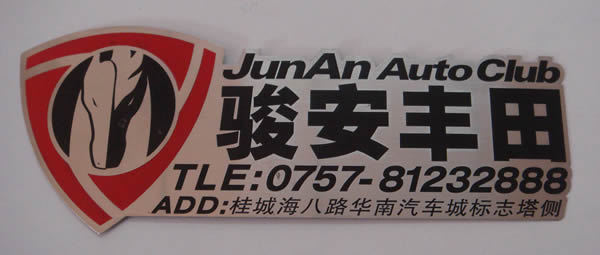 JunAn Auto Club
骏安丰田
TLE:0757-81232888
ADD:桂城海八路华南汽车城标志塔侧